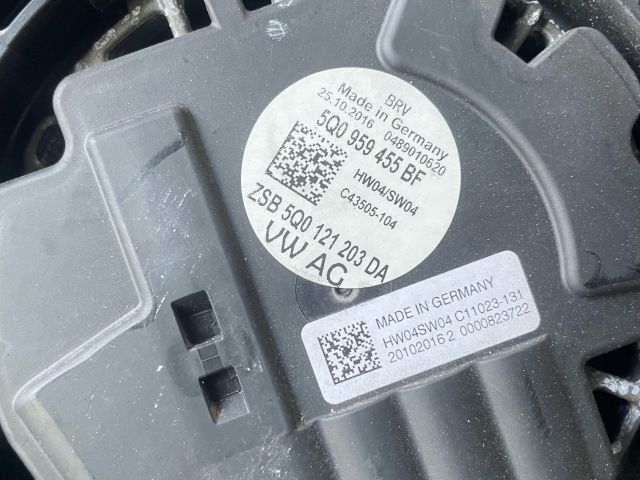 BRV
Made in Germany
25.10.2016 0489010620
5Q0 959 455 BF
HW04/SW04
C43505-104
ZSB 5Q0 121 203 DA
VW AG
MADE IN GERMANY
HW04SW04 C11023-131
20102016 2 0000823722